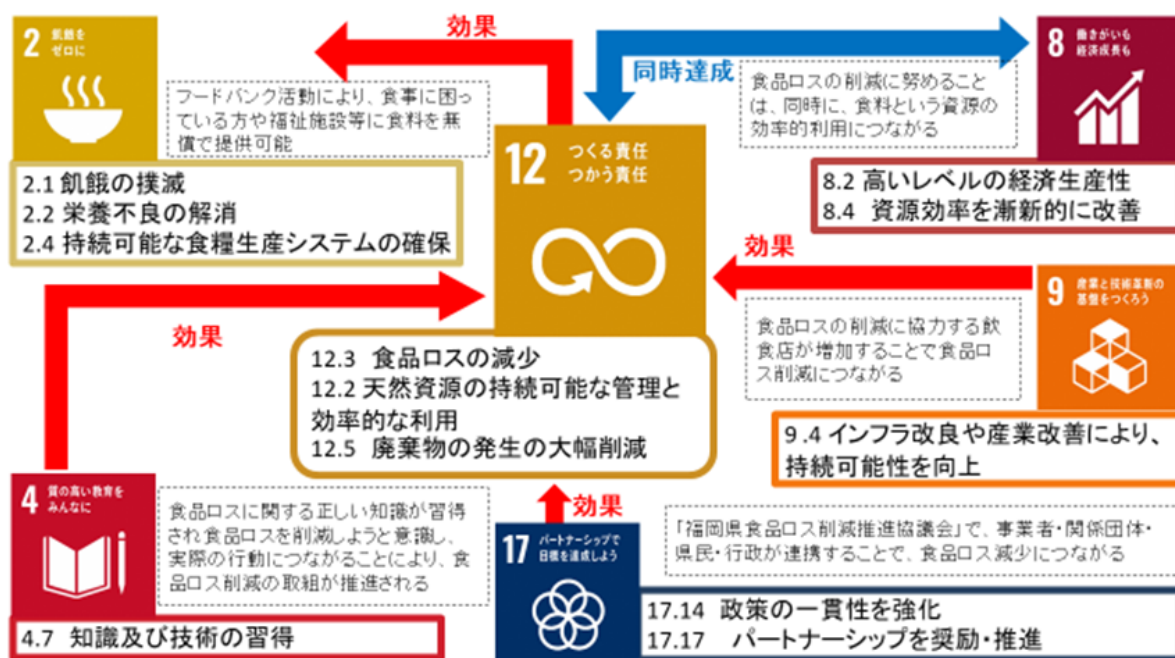 効果
2 飢餓を
ゼロに
フードバンク活動により、食事に困っ
ている方や福祉施設等に食料を無
償で提供可能
2.1 飢餓の撲滅
2.2 栄養不良の解消
2.4 持続可能な食糧生産システムの確保
同時達成
食品ロスの削減に努めること
は、同時に、食料という資源の
効率的利用につながる
8 働きがいも
経済成長も
8.2 高いレベルの経済生産性
8.4 資源効率を漸新的に改善
12 つくる責任
つかう責任
12.3 食品ロスの減少
12.2 天然資源の持続可能な管理と
効率的な利用
12.5 廃棄物の発生の大幅削減
効果
食品ロスの削減に協力する飲
食店が増加することで食品ロ
ス削減につながる
9 産業と技術革新の
基盤をつくろう
9.4 インフラ改良や産業改善により、
持続可能性を向上
効果
4 質の高い教育を
みんなに
食品ロスに関する正しい知識が習得
され食品ロスを削減しようと意識し、
実際の行動につながることにより、食
品ロス削減の取組が推進される
4.7 知識及び技術の習得
効果
17 パートナーシップで
目標を達成しよう
「福岡県食品ロス削減推進協議会」で、事業者・関係団体・
県民・行政が連携することで、食品ロス減少につながる
17.14 政策の一貫性を強化
17.17 パートナーシップを奨励・推進